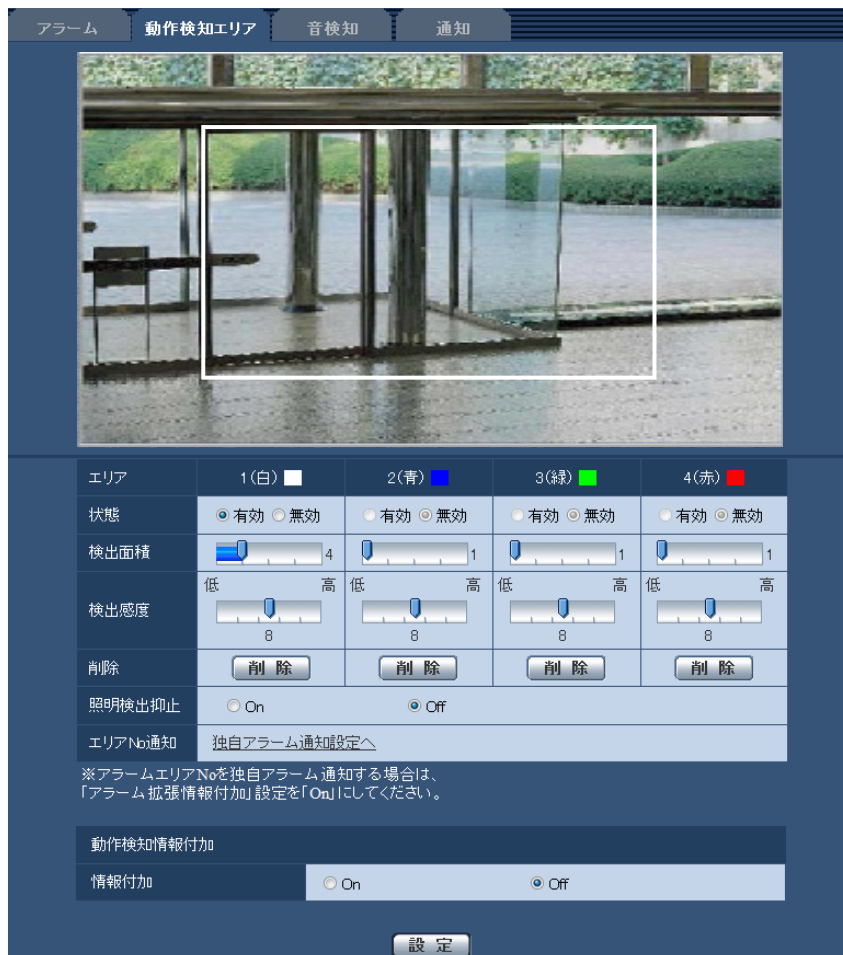 アラーム 動作検知エリア 音検知 通知
エリア 1(白) 2(青) 3(緑) 4(赤)
状態 有効 無効 有効 無効 有効 無効 有効 無効
検出面積 4 1 1 1
低 高 低 高 低 高 低 高
検出感度
8 8 8 8
削除 削 除 削 除 削 除 削 除
照明検出抑止 On Off
エリアNo通知 独自アラーム通知設定へ
※アラームエリアNoを独自アラーム通知する場合は、
「アラーム拡張情報付加」設定を「On」にしてください。
動作検知情報付加
情報付加 On Off
設 定